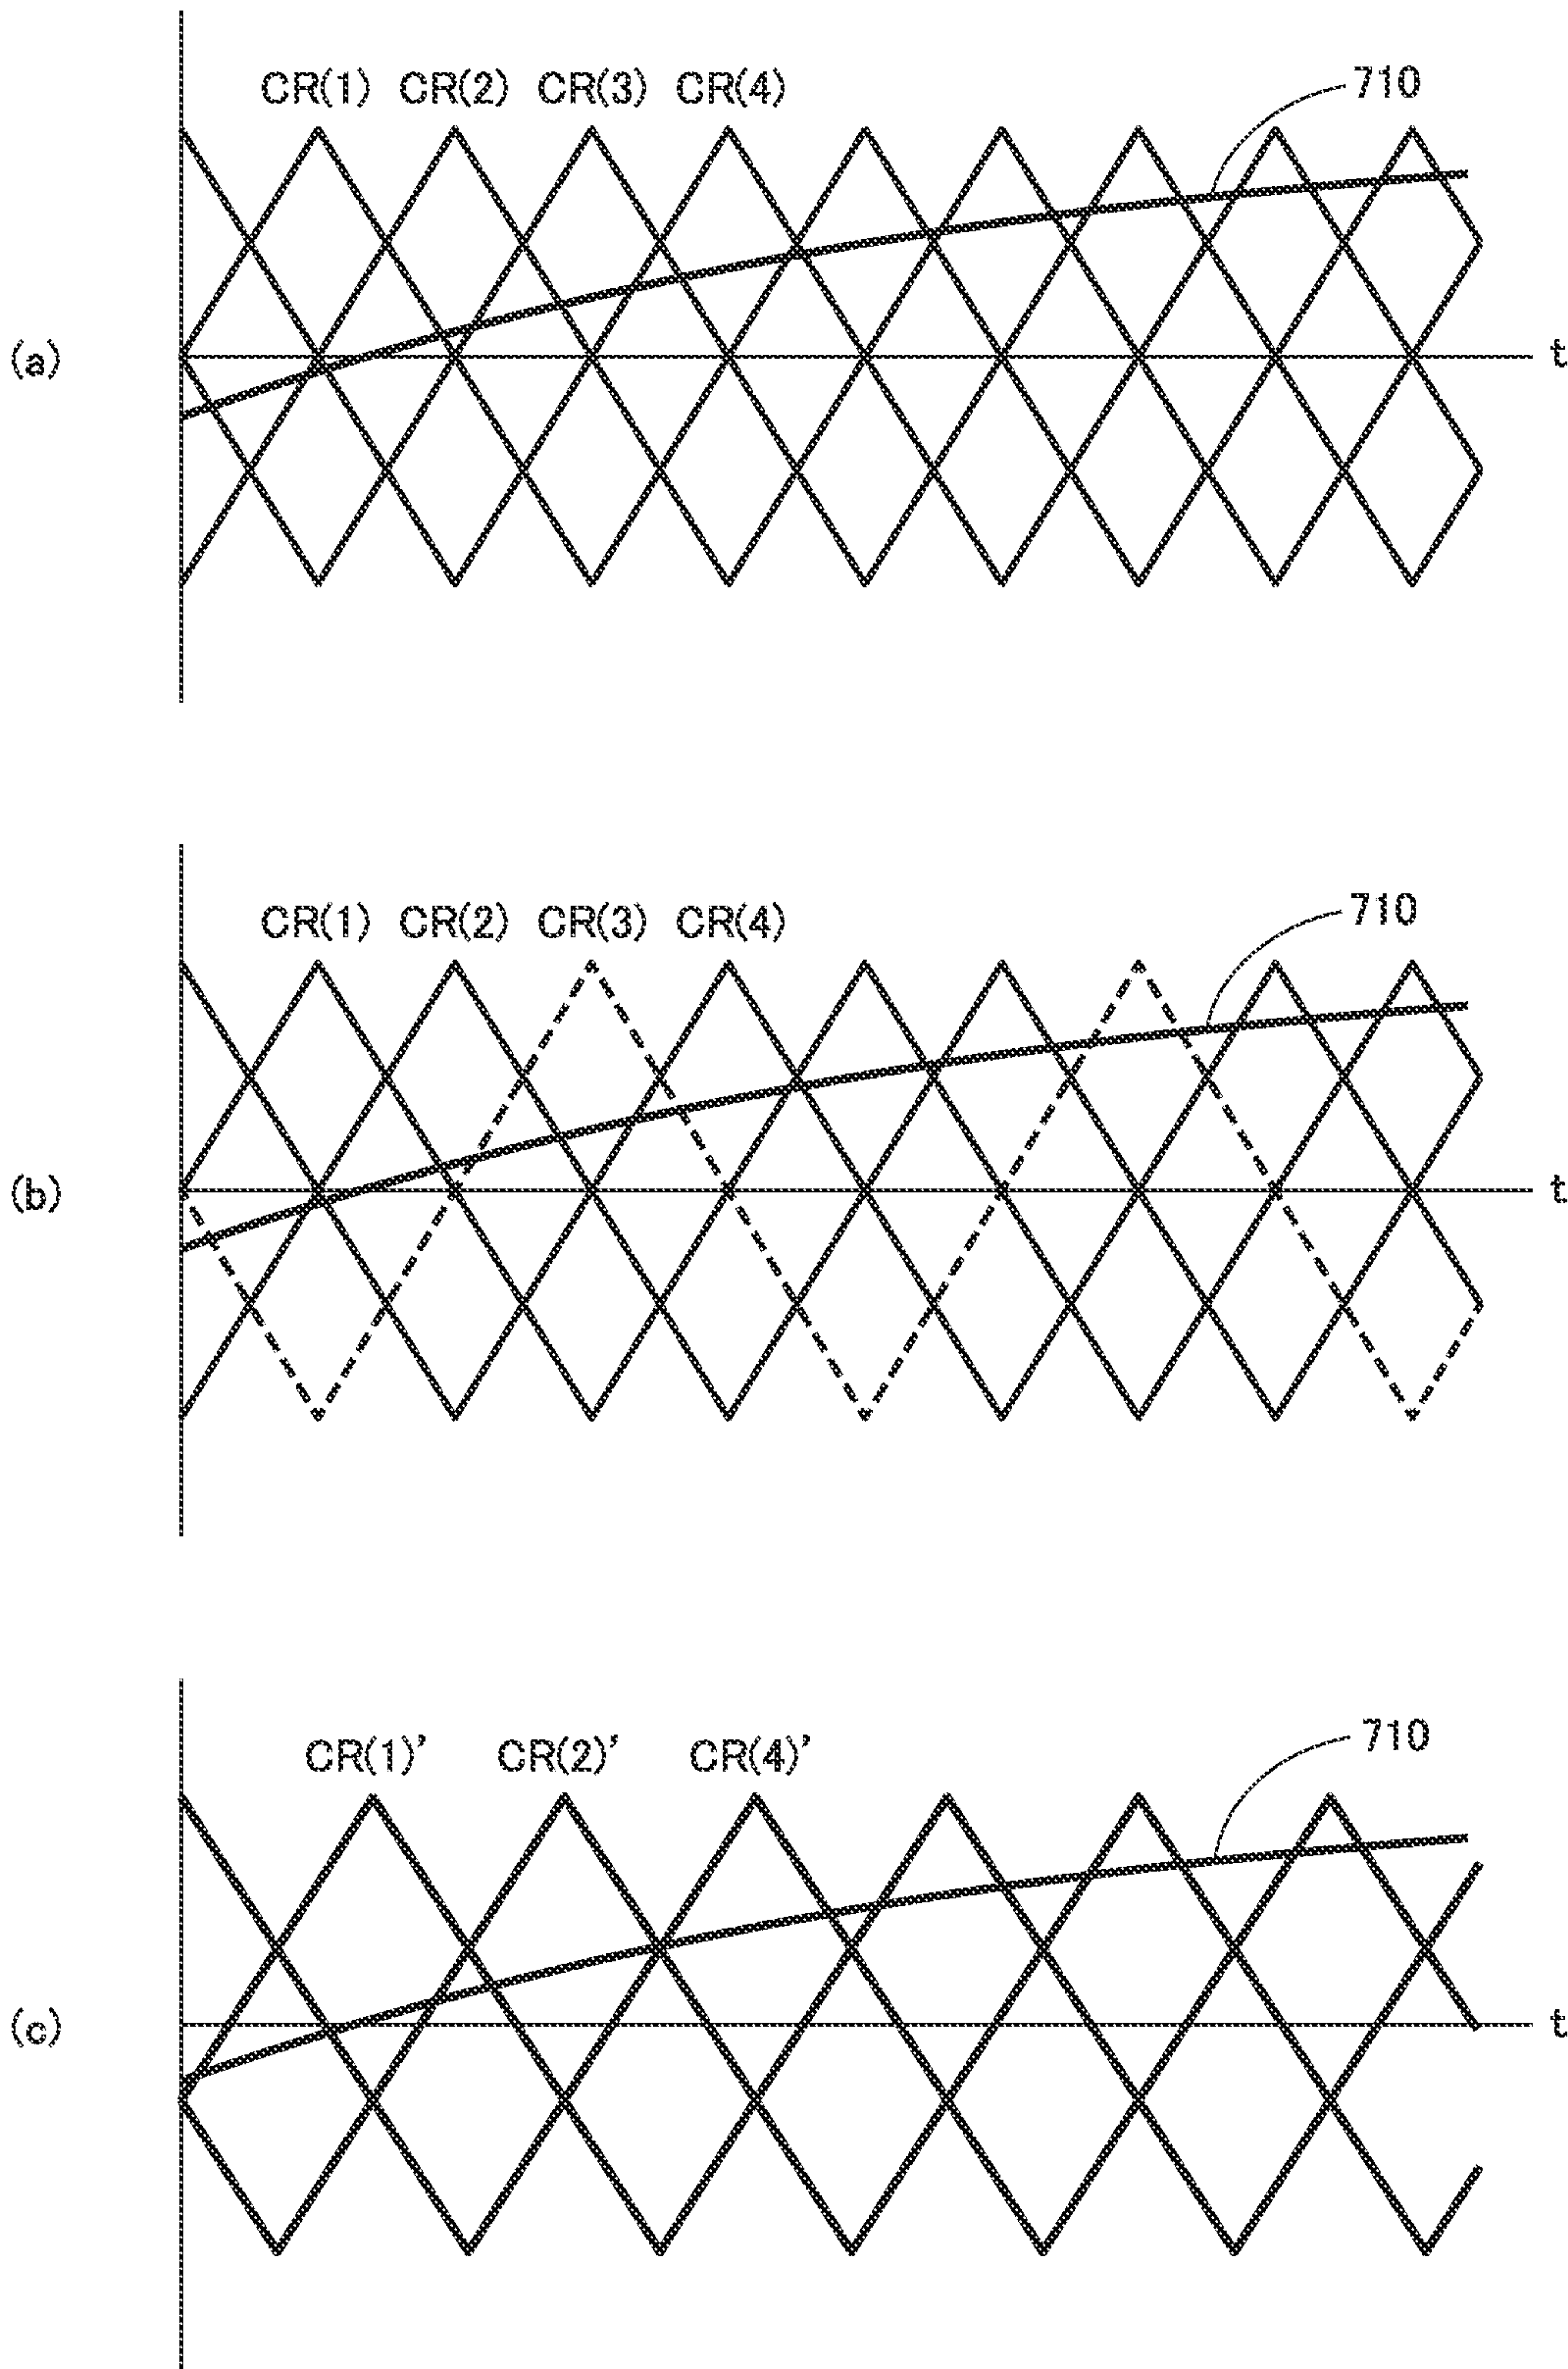 CR(1) CR(2) CR(3) CR(4) 710
(a) t
CR(1) CR(2) CR(3) CR(4) 710
(b) t
CR(1)’ CR(2)’ CR(4)’ 710
(c) t